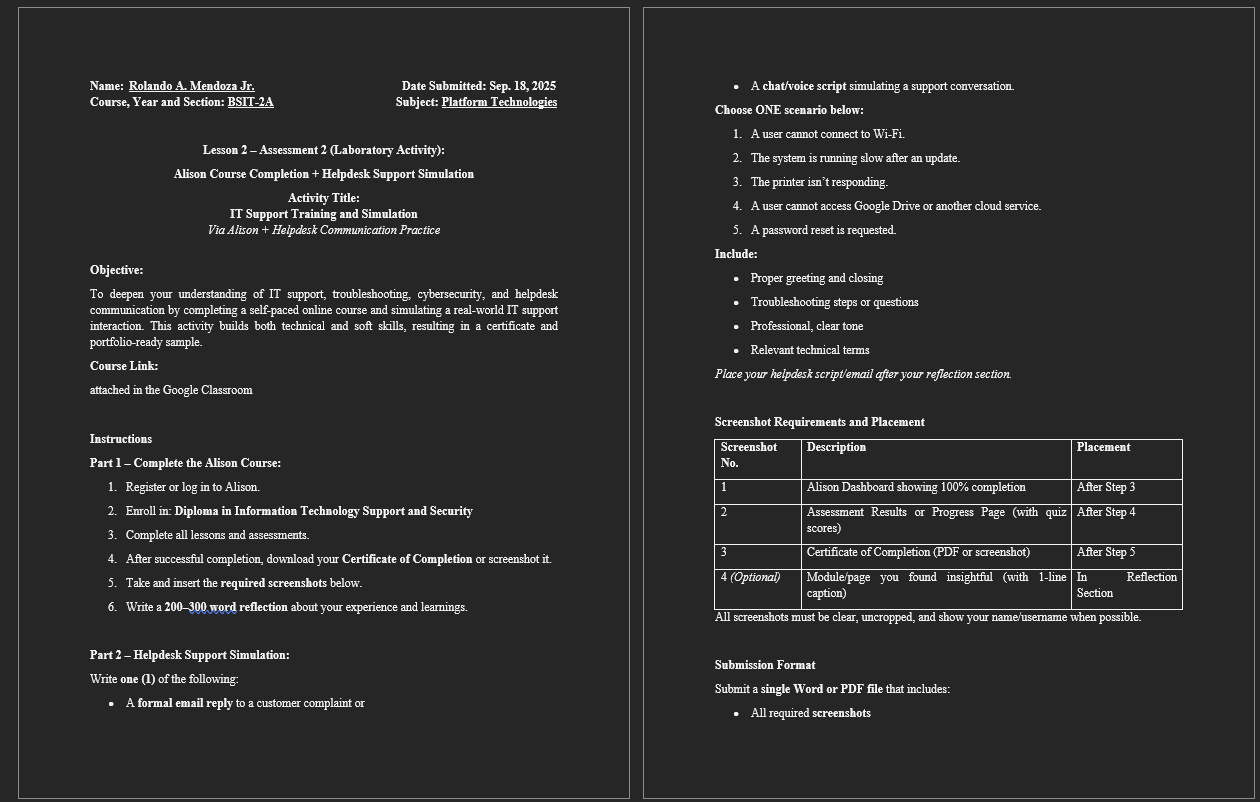 Name: Rolando A. Mendoza Jr. Date Submitted: Sep. 18, 2025
Course, Year and Section: BSIT-2A Subject: Platform Technologies
Lesson 2 – Assessment 2 (Laboratory Activity):
Alison Course Completion + Helpdesk Support Simulation
Activity Title:
IT Support Training and Simulation
Via Alison + Helpdesk Communication Practice
Objective:
To deepen your understanding of IT support, troubleshooting, cybersecurity, and helpdesk
communication by completing a self-paced online course and simulating a real-world IT support
interaction. This activity builds both technical and soft skills, resulting in a certificate and
portfolio-ready sample.
Course Link:
attached in the Google Classroom
Instructions
Part 1 – Complete the Alison Course:
1. Register or log in to Alison.
2. Enroll in: Diploma in Information Technology Support and Security
3. Complete all lessons and assessments.
4. After successful completion, download your Certificate of Completion or screenshot it.
5. Take and insert the required screenshots below.
6. Write a 200–300 word reflection about your experience and learnings.
Part 2 – Helpdesk Support Simulation:
Write one (1) of the following:
• A formal email reply to a customer complaint or
• A chat/voice script simulating a support conversation.
Choose ONE scenario below:
1. A user cannot connect to Wi-Fi.
2. The system is running slow after an update.
3. The printer isn’t responding.
4. A user cannot access Google Drive or another cloud service.
5. A password reset is requested.
Include:
• Proper greeting and closing
• Troubleshooting steps or questions
• Professional, clear tone
• Relevant technical terms
Place your helpdesk script/email after your reflection section.
Screenshot Requirements and Placement
Screenshot Description Placement
No.
1 Alison Dashboard showing 100% completion After Step 3
2 Assessment Results or Progress Page (with quiz After Step 4
scores)
3 Certificate of Completion (PDF or screenshot) After Step 5
4 (Optional) Module/page you found insightful (with 1-line In Reflection
caption) Section
All screenshots must be clear, uncropped, and show your name/username when possible.
Submission Format
Submit a single Word or PDF file that includes:
• All required screenshots